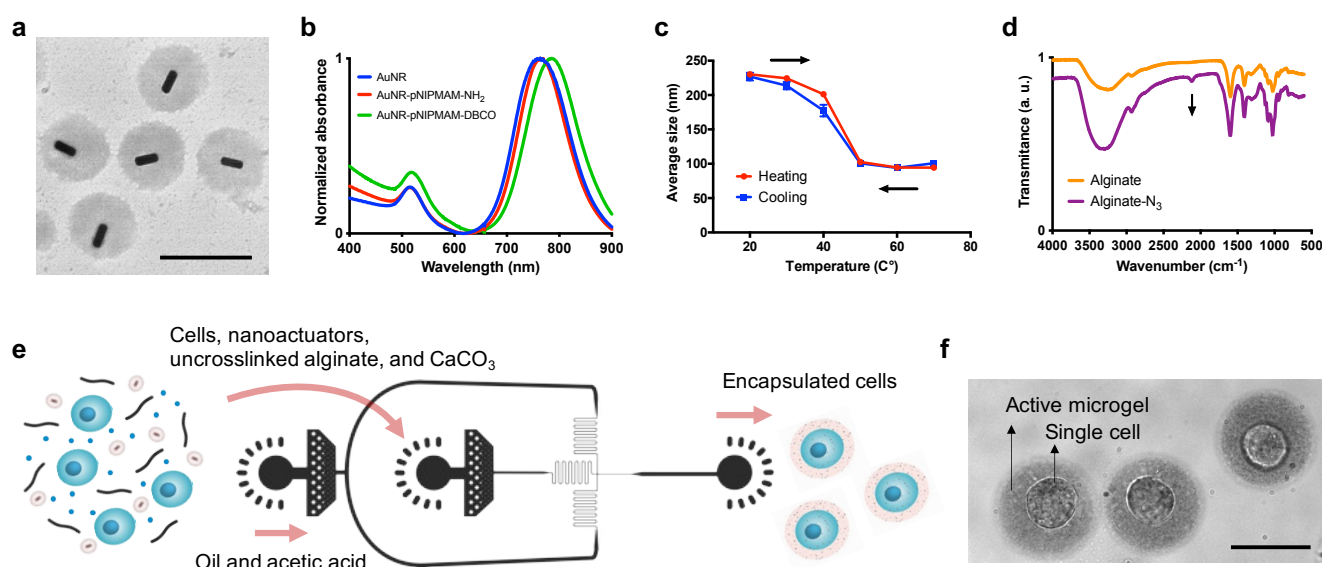 a
b
1
0
400
500
600
700
800
900
Normalized absorbance
Wavelength (nm)
AuNR
AuNR-pNIPMAM-NH₂
AuNR-pNIPMAM-DBCO
c
250
200
150
100
50
0
20
40
60
80
Average size (nm)
Temperature (C°)
Heating
Cooling
d
1
0
4000
3500
3000
2500
2000
1500
1000
500
Transmitance (a. u.)
Wavenumber (cm⁻¹)
Alginate
Alginate-N₃
e
Cells, nanoactuators,
uncrosslinked alginate, and CaCO₃
Oil and acetic acid
Encapsulated cells
f
Active microgel
Single cell